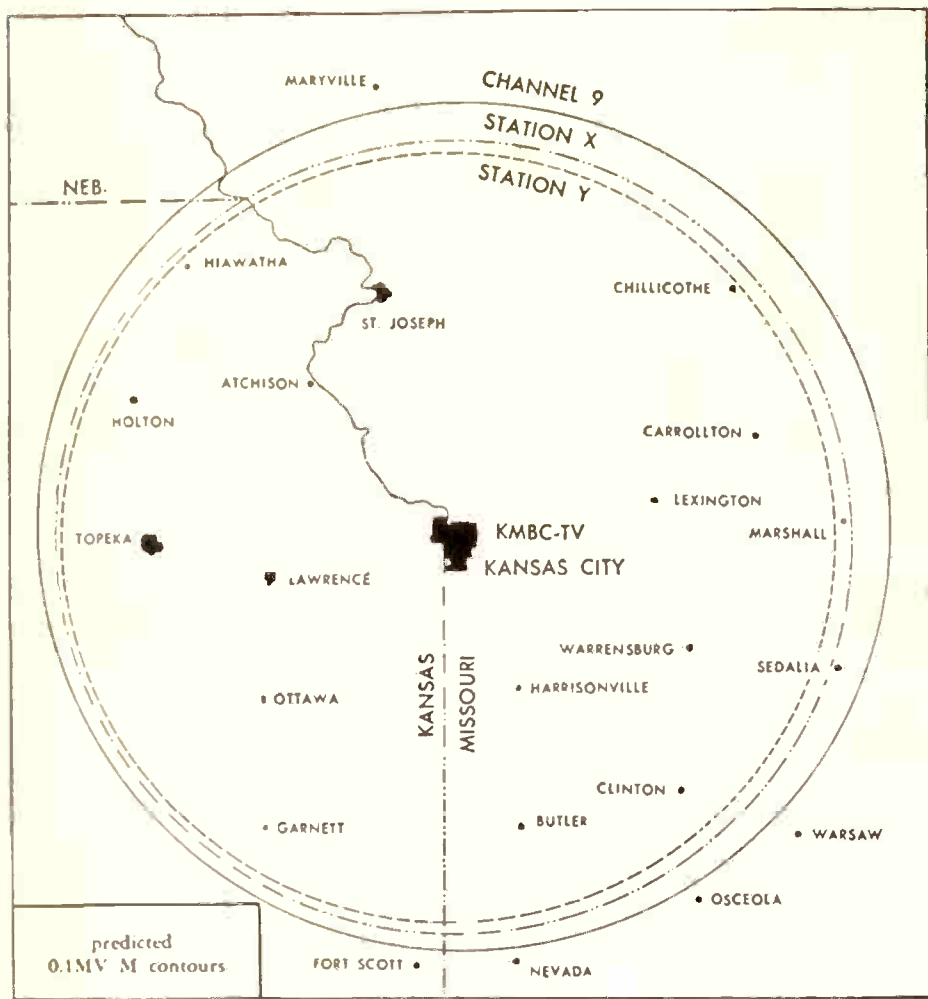 MARYVILLE
CHANNEL 9
STATION X
STATION Y
NEB.
HIAWATHA
CHILLICOTHE
ST. JOSEPH
ATCHISON
HOLTON
CARROLLTON
LEXINGTON
MARSHALL
TOPEKA
KMBC-TV
KANSAS CITY
LAWRENCE
WARRENSBURG
SEDALIA
HARRISONVILLE
OTTAWA
KANSAS
MISSOURI
CLINTON
BUTLER
GARNETT
WARSAW
OSCEOLA
predicted
0.1MV M contours
FORT SCOTT
NEVADA